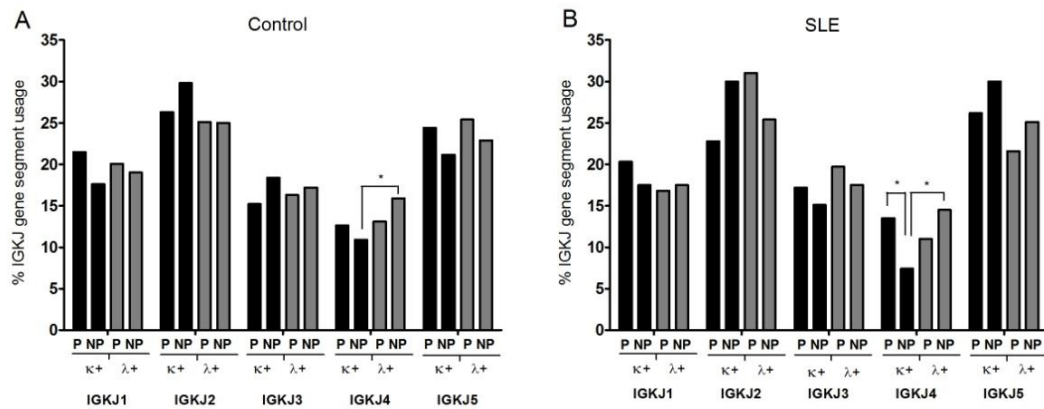 A
Control
% IGKJ gene segment usage
35
30
25
20
15
10
5
0
*
P NP P NP P NP P NP P NP P NP P NP P NP P NP P NP
κ+ λ+ κ+ λ+ κ+ λ+ κ+ λ+ κ+ λ+
IGKJ1 IGKJ2 IGKJ3 IGKJ4 IGKJ5
B
SLE
% IGKJ gene segment usage
35
30
25
20
15
10
5
0
* *
P NP P NP P NP P NP P NP P NP P NP P NP P NP P NP
κ+ λ+ κ+ λ+ κ+ λ+ κ+ λ+ κ+ λ+
IGKJ1 IGKJ2 IGKJ3 IGKJ4 IGKJ5